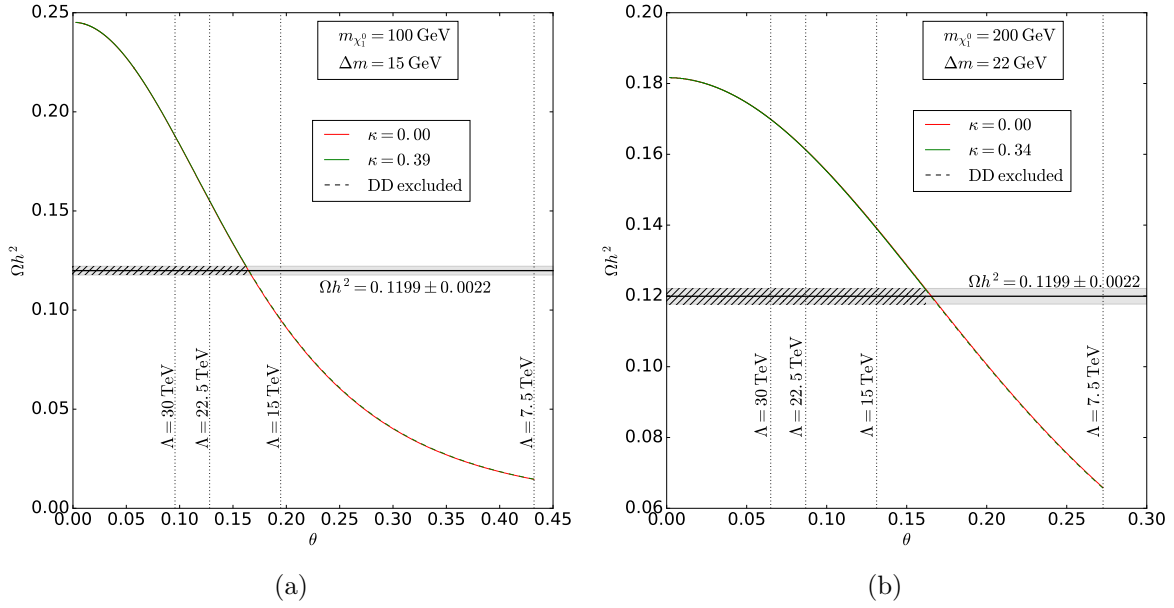 m_{χ_1^0} = 100 GeV
Δm = 15 GeV
κ = 0.00
κ = 0.39
DD excluded
Ωh² = 0.1199 ± 0.0022
Λ = 30 TeV
Λ = 22.5 TeV
Λ = 15 TeV
Λ = 7.5 TeV
0.25
0.20
0.15
0.10
0.05
0.00
Ωh²
0.00 0.05 0.10 0.15 0.20 0.25 0.30 0.35 0.40 0.45
θ
(a)
m_{χ_1^0} = 200 GeV
Δm = 22 GeV
κ = 0.00
κ = 0.34
DD excluded
Ωh² = 0.1199 ± 0.0022
Λ = 30 TeV
Λ = 22.5 TeV
Λ = 15 TeV
Λ = 7.5 TeV
0.20
0.18
0.16
0.14
0.12
0.10
0.08
0.06
Ωh²
0.00 0.05 0.10 0.15 0.20 0.25 0.30
θ
(b)